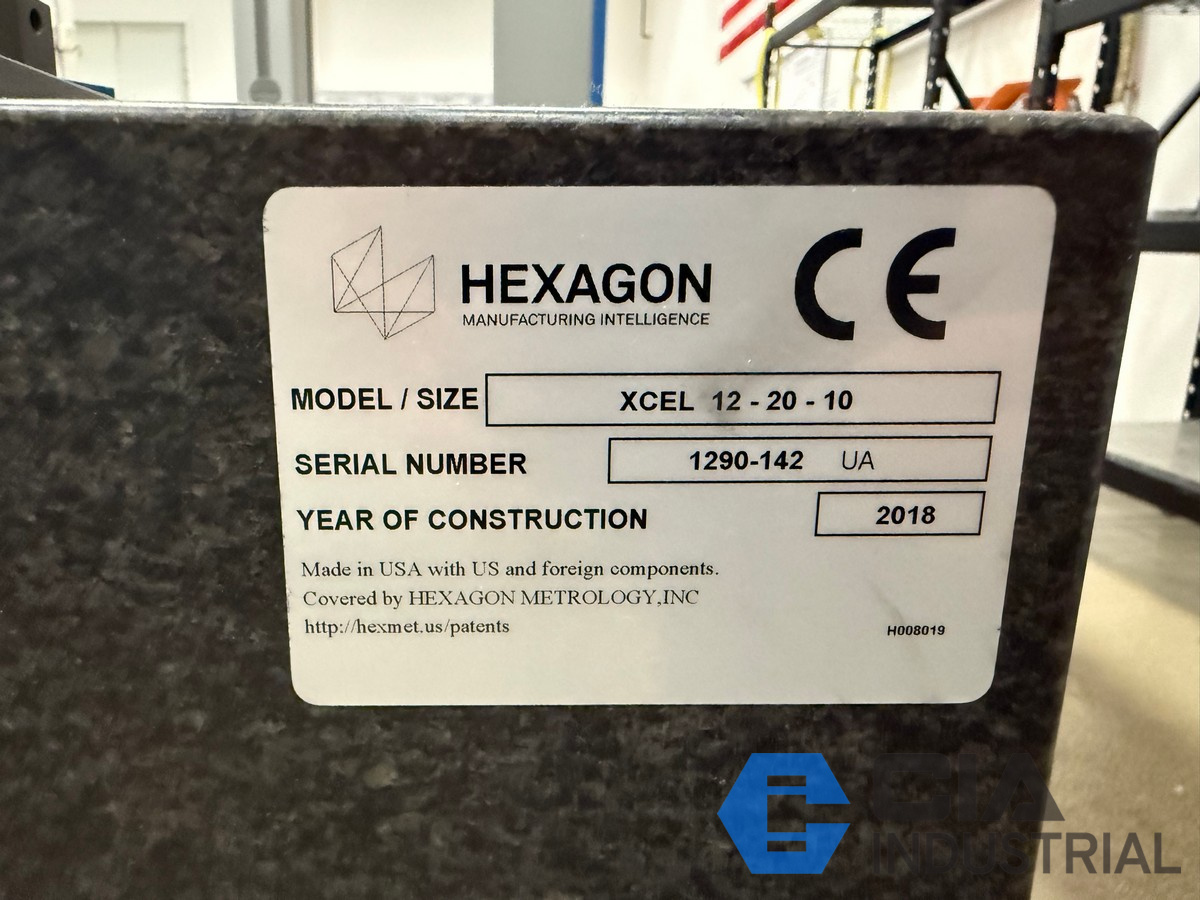 HEXAGON
MANUFACTURING INTELLIGENCE
CE
MODEL / SIZE XCEL 12 - 20 - 10
SERIAL NUMBER 1290-142 UA
YEAR OF CONSTRUCTION 2018
Made in USA with US and foreign components.
Covered by HEXAGON METROLOGY,INC
http://hexmet.us/patents
H008019
CIA
INDUSTRIAL